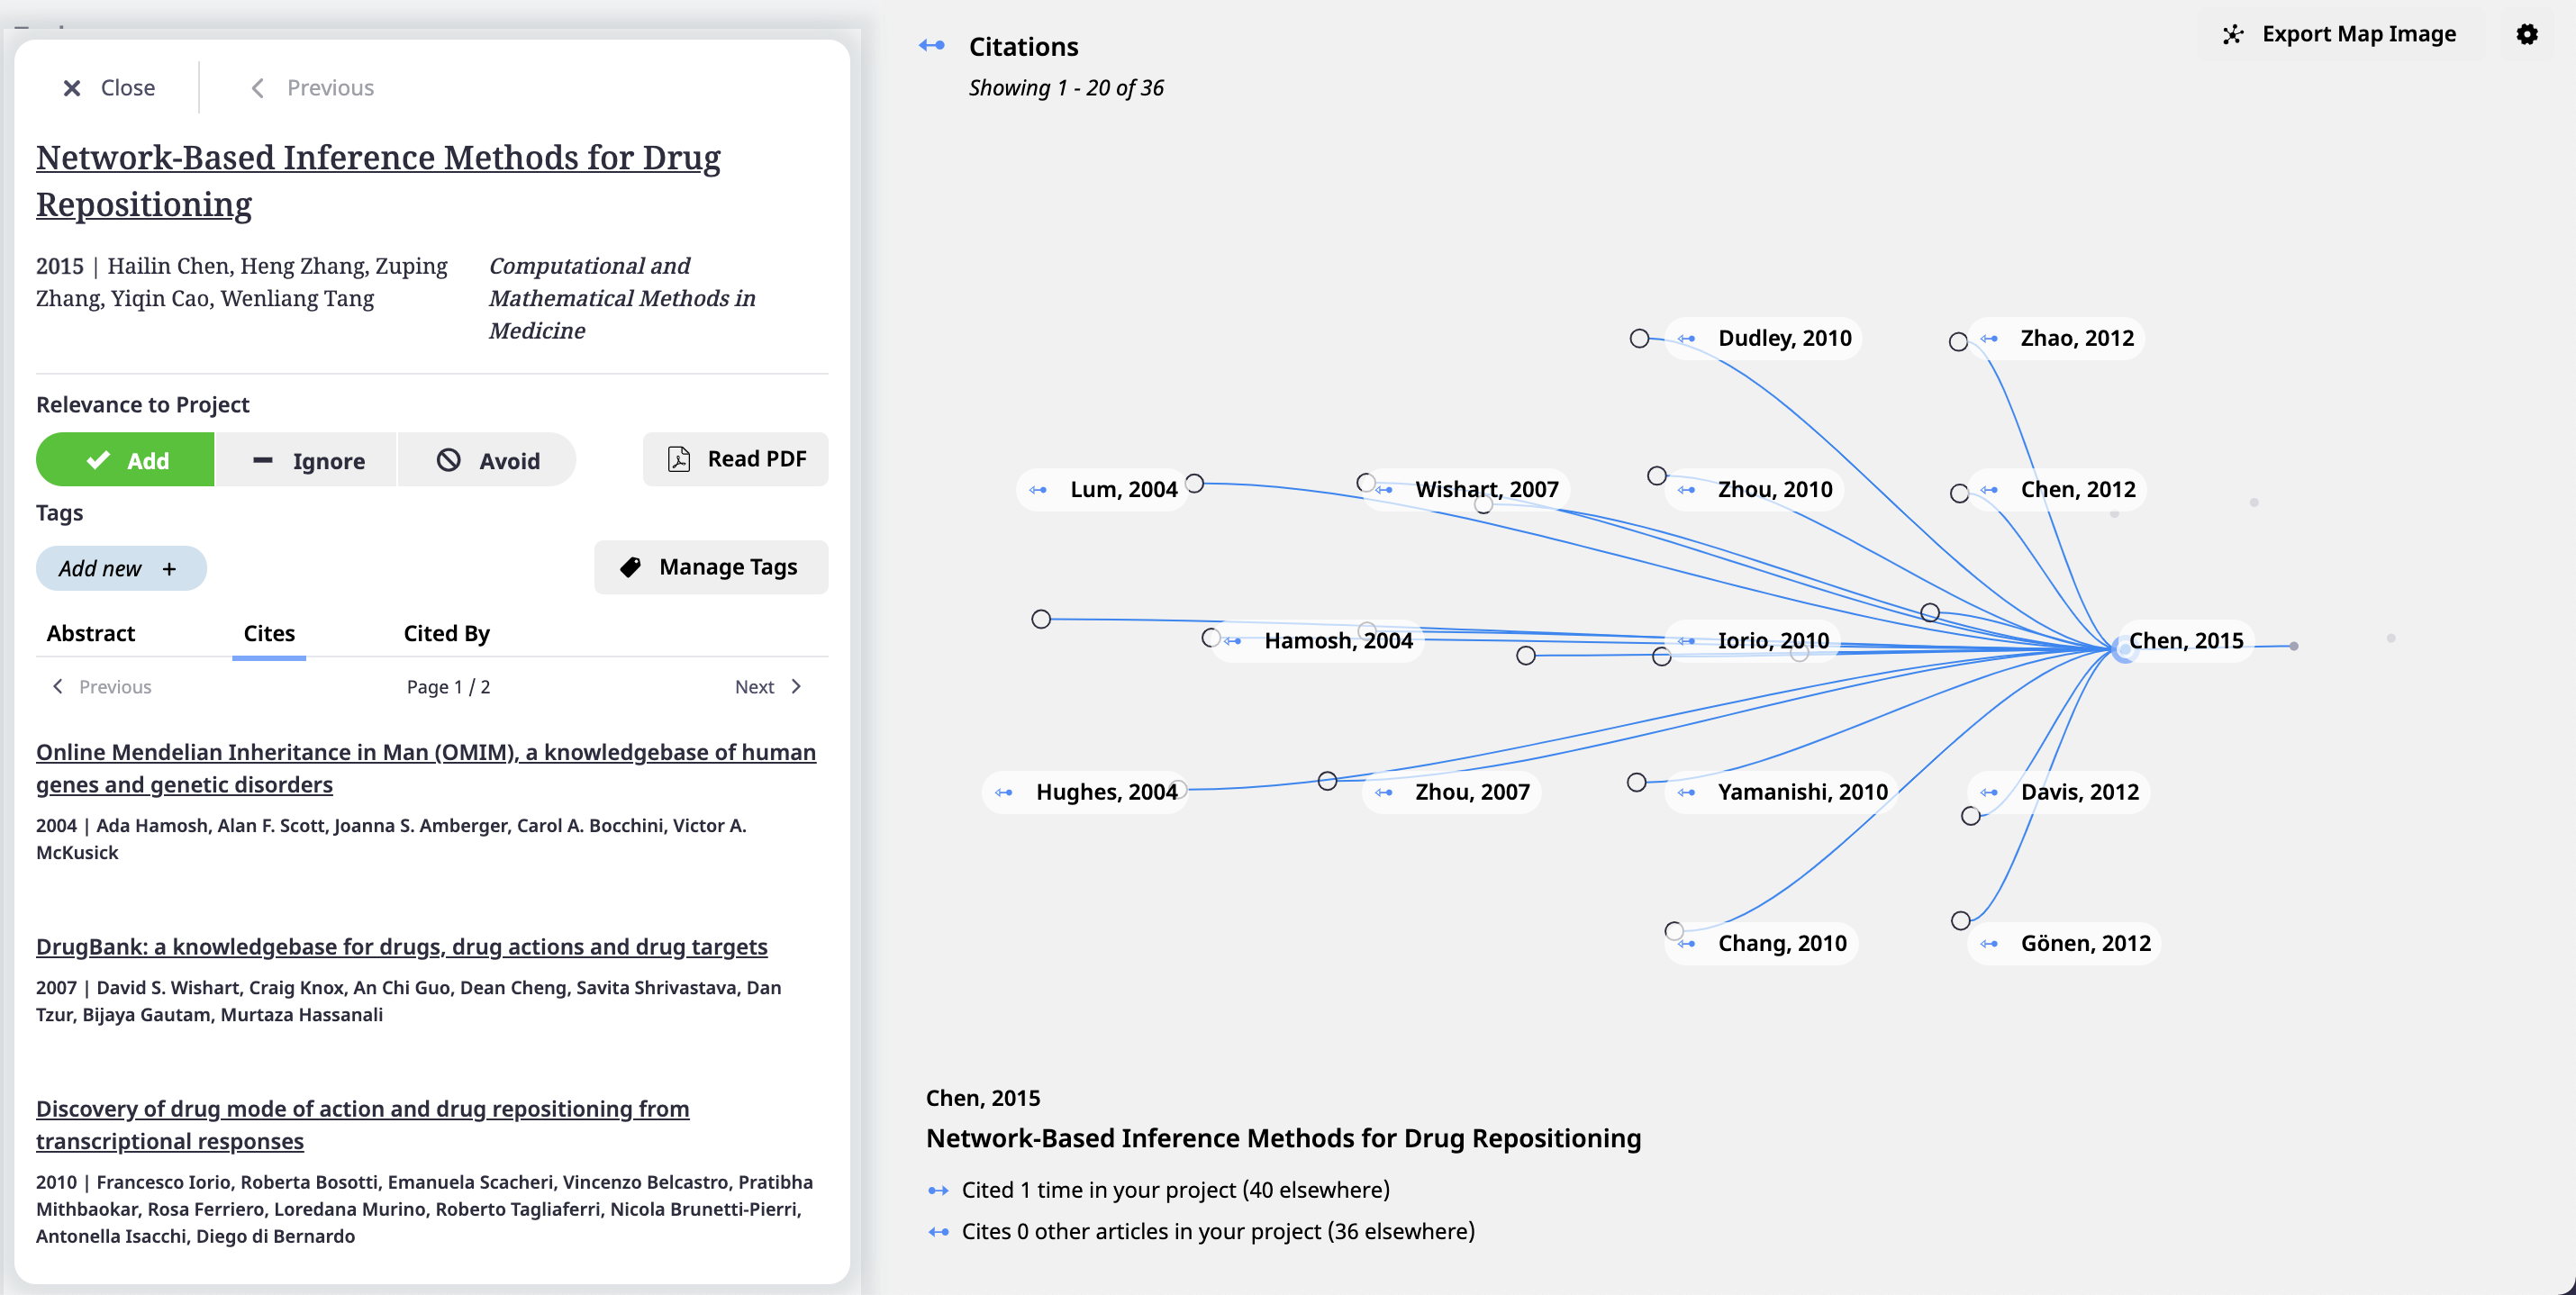 Close
Previous
Network-Based Inference Methods for Drug
Repositioning
2015 | Hailin Chen, Heng Zhang, Zuping
Zhang, Yiqin Cao, Wenliang Tang
Computational and
Mathematical Methods in
Medicine
Relevance to Project
Add
Ignore
Avoid
Read PDF
Tags
Add new +
Manage Tags
Abstract
Cites
Cited By
Previous
Page 1 / 2
Next
Online Mendelian Inheritance in Man (OMIM), a knowledgebase of human
genes and genetic disorders
2004 | Ada Hamosh, Alan F. Scott, Joanna S. Amberger, Carol A. Bocchini, Victor A.
McKusick
DrugBank: a knowledgebase for drugs, drug actions and drug targets
2007 | David S. Wishart, Craig Knox, An Chi Guo, Dean Cheng, Savita Shrivastava, Dan
Tzur, Bijaya Gautam, Murtaza Hassanali
Discovery of drug mode of action and drug repositioning from
transcriptional responses
2010 | Francesco Iorio, Roberta Bosotti, Emanuela Scacheri, Vincenzo Belcastro, Pratibha
Mithbaokar, Rosa Ferriero, Loredana Murino, Roberto Tagliaferri, Nicola Brunetti-Pierri,
Antonella Isacchi, Diego di Bernardo
Citations
Showing 1 - 20 of 36
Export Map Image
Dudley, 2010
Zhao, 2012
Lum, 2004
Wishart, 2007
Zhou, 2010
Chen, 2012
Hamosh, 2004
Iorio, 2010
Chen, 2015
Hughes, 2004
Zhou, 2007
Yamanishi, 2010
Davis, 2012
Chang, 2010
Gönen, 2012
Chen, 2015
Network-Based Inference Methods for Drug Repositioning
Cited 1 time in your project (40 elsewhere)
Cites 0 other articles in your project (36 elsewhere)